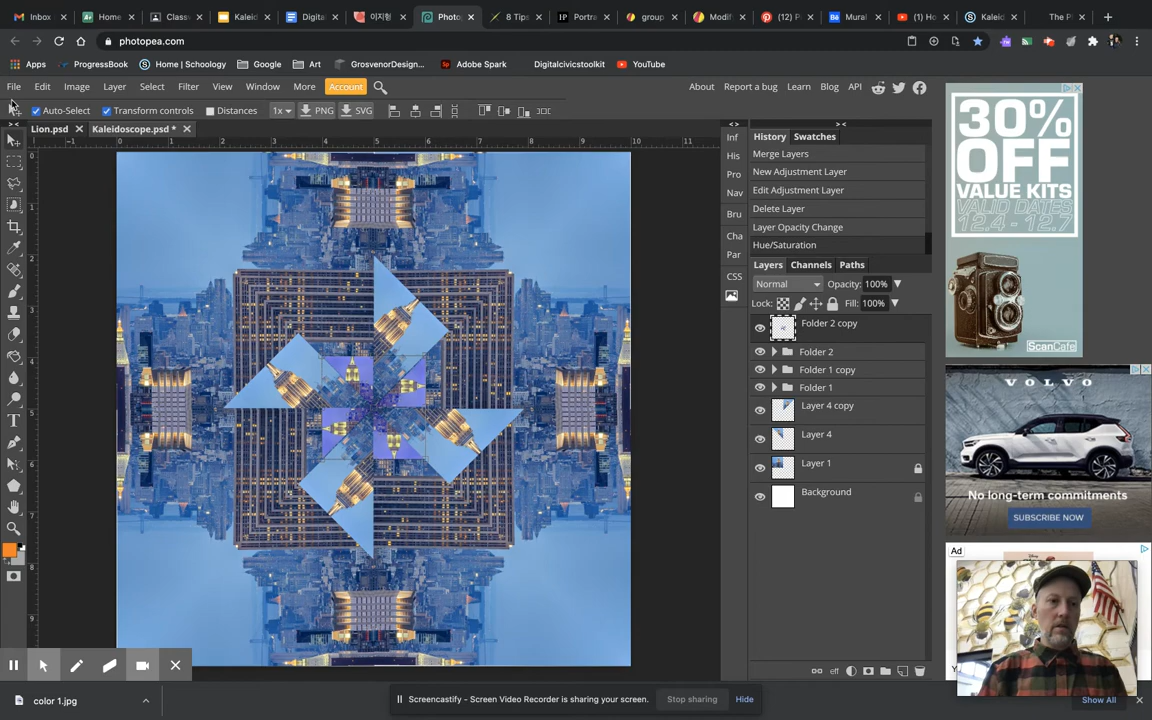 Inbox
Home
Class
Kaleid
Digita
이지형
Photo
8 Tips
Portra
group
Modif
(12) P
Mural
(1) Ho
Kaleid
The P
photopea.com
Apps
ProgressBook
Home | Schoology
Google
Art
GrosvenorDesign...
Adobe Spark
Digitalcivicstoolkit
YouTube
File Edit Image Layer Select Filter View Window More Account
About Report a bug Learn Blog API
Auto-Select Transform controls Distances 1x PNG SVG
Lion.psd Kaleidoscope.psd *
Inf
His
Pro
Nav
Bru
Cha
Par
CSS
History Swatches
Merge Layers
New Adjustment Layer
Edit Adjustment Layer
Delete Layer
Layer Opacity Change
Hue/Saturation
Layers Channels Paths
Normal Opacity: 100%
Lock: Fill: 100%
Folder 2 copy
Folder 2
Folder 1 copy
Folder 1
Layer 4 copy
Layer 4
Layer 1
Background
eff
30%
OFF
VALUE KITS
VALID DATES
12.4 - 12.7
ScanCafe
VOLVO
No long-term commitments
SUBSCRIBE NOW
Ad
color 1.jpg
Screencastify - Screen Video Recorder is sharing your screen.
Stop sharing
Hide
Show All